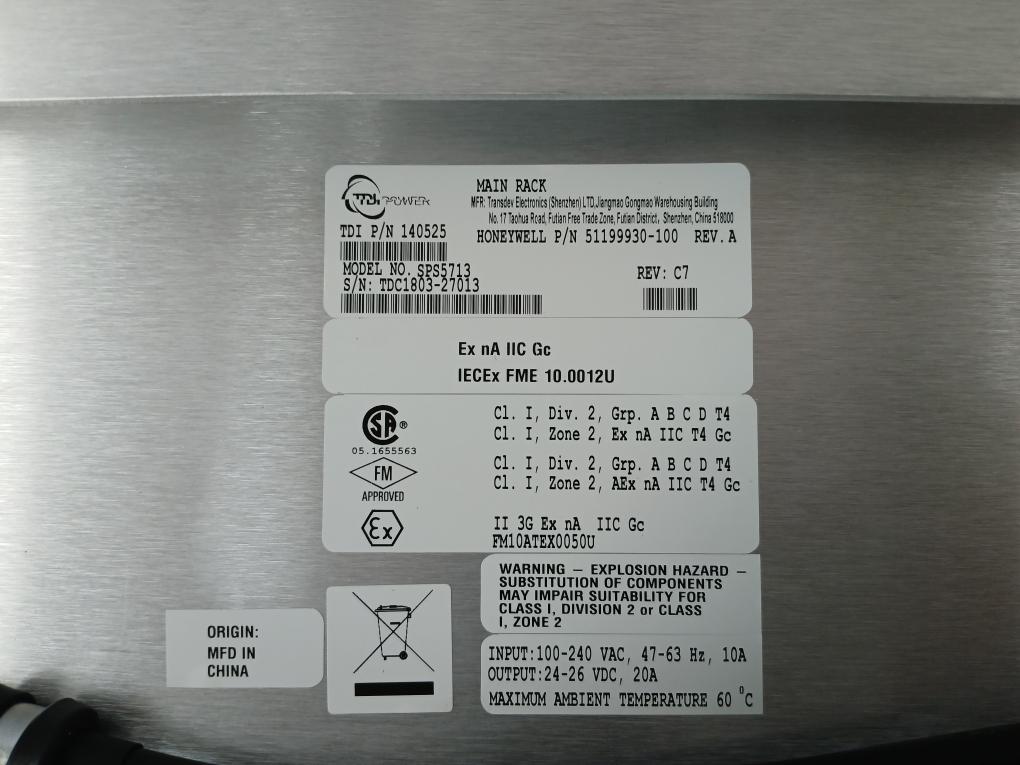 TDI POWER
MAIN RACK
MFR: Transdev Electronics (Shenzhen) LTD,Jiangmao Gongmao Warehousing Building
No. 17 Taohua Road, Futian Free Trade Zone, Futian District, Shenzhen, China 518000
TDI P/N 140525
HONEYWELL P/N 51199930-100 REV.A
MODEL NO. SPS5713
REV: C7
S/N: TDC1803-27013
Ex nA IIC Gc
IECEx FME 10.0012U
SA ®
05.1655563
Cl. I, Div. 2, Grp. A B C D T4
Cl. I, Zone 2, Ex nA IIC T4 Gc
FM
APPROVED
Cl. I, Div. 2, Grp. A B C D T4
Cl. I, Zone 2, AEx nA IIC T4 Gc
Ex
II 3G Ex nA IIC Gc
FM10ATEX0050U
WARNING – EXPLOSION HAZARD –
SUBSTITUTION OF COMPONENTS
MAY IMPAIR SUITABILITY FOR
CLASS I, DIVISION 2 or CLASS
I, ZONE 2
ORIGIN:
MFD IN
CHINA
INPUT:100-240 VAC, 47-63 Hz, 10A
OUTPUT:24-26 VDC, 20A
MAXIMUM AMBIENT TEMPERATURE 60 °C